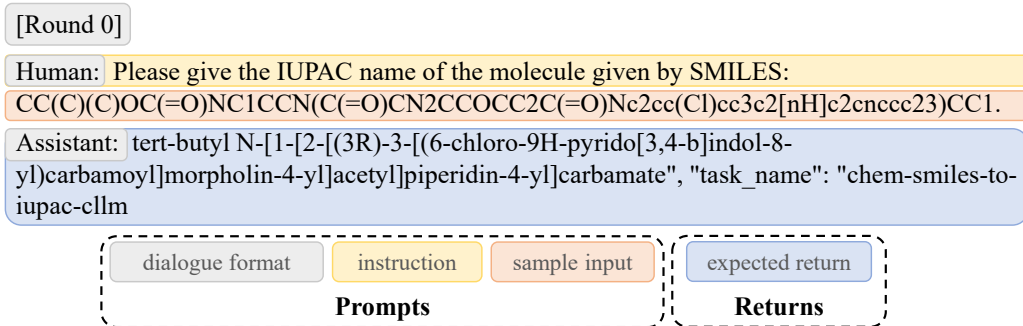 [Round 0]
Human: Please give the IUPAC name of the molecule given by SMILES:
CC(C)(C)OC(=O)NC1CCN(C(=O)CN2CCOCC2C(=O)Nc2cc(Cl)cc3c2[nH]c2cnccc23)CC1.
Assistant: tert-butyl N-[1-[2-[(3R)-3-[(6-chloro-9H-pyrido[3,4-b]indol-8-
yl)carbamoyl]morpholin-4-yl]acetyl]piperidin-4-yl]carbamate", "task_name": "chem-smiles-to-
iupac-cllm
dialogue format instruction sample input expected return
Prompts Returns